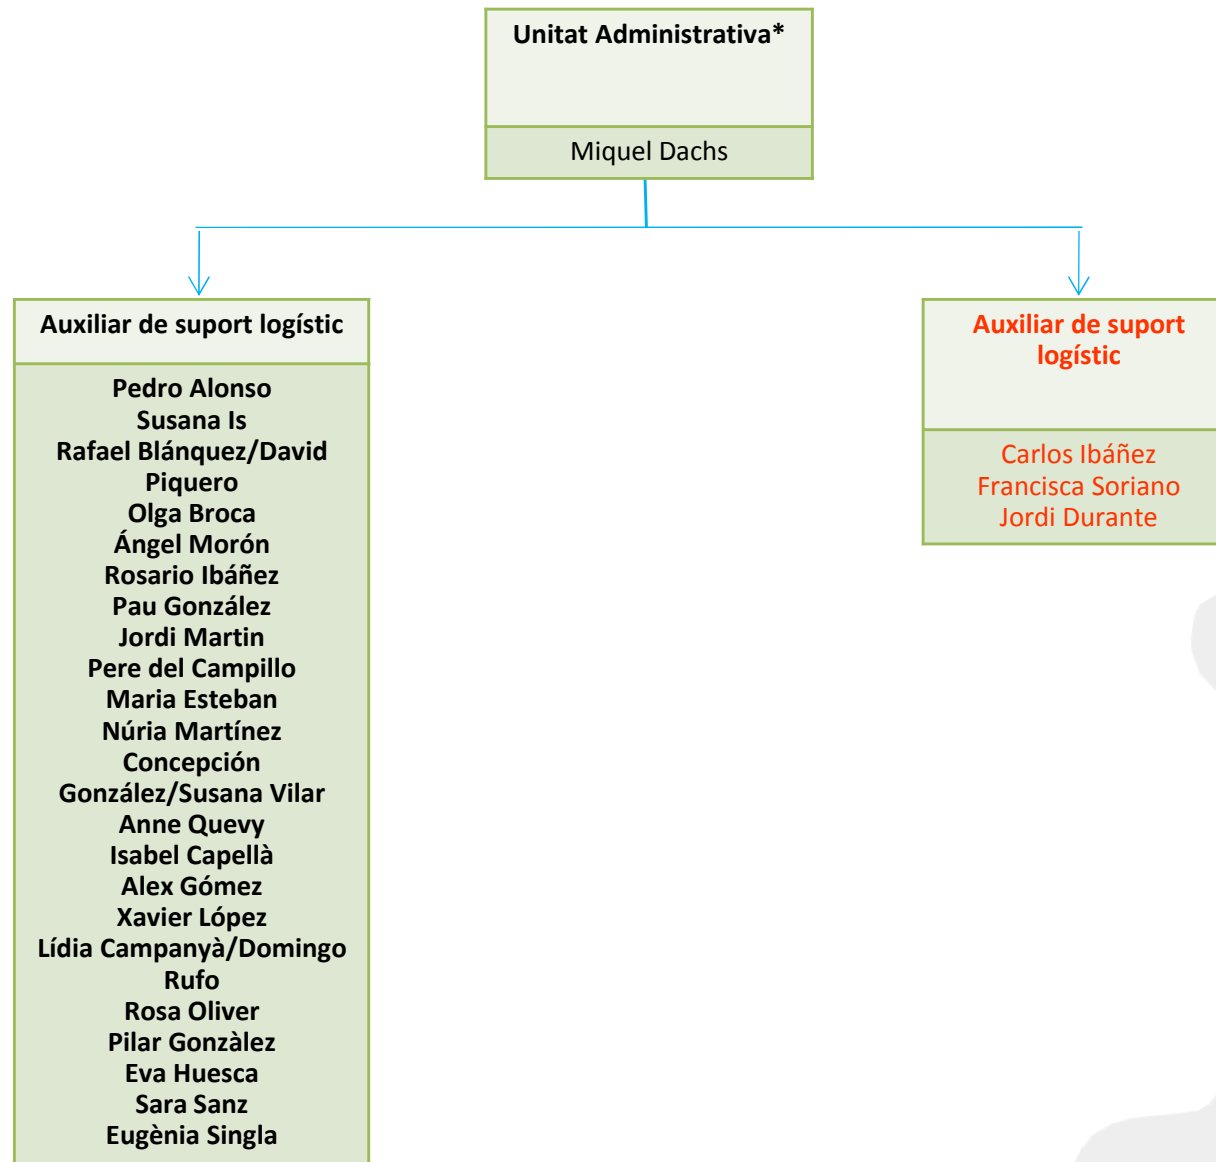 Unitat Administrativa*
Miquel Dachs
Auxiliar de suport logístic
Pedro Alonso
Susana Is
Rafael Blánquez/David
Piquero
Olga Broca
Ángel Morón
Rosario Ibáñez
Pau González
Jordi Martin
Pere del Campillo
Maria Esteban
Núria Martínez
Concepción
González/Susana Vilar
Anne Quevy
Isabel Capellà
Alex Gómez
Xavier López
Lídia Campanyà/Domingo
Rufo
Rosa Oliver
Pilar Gonzàlez
Eva Huesca
Sara Sanz
Eugènia Singla
Auxiliar de suport
logístic
Carlos Ibáñez
Francisca Soriano
Jordi Durante